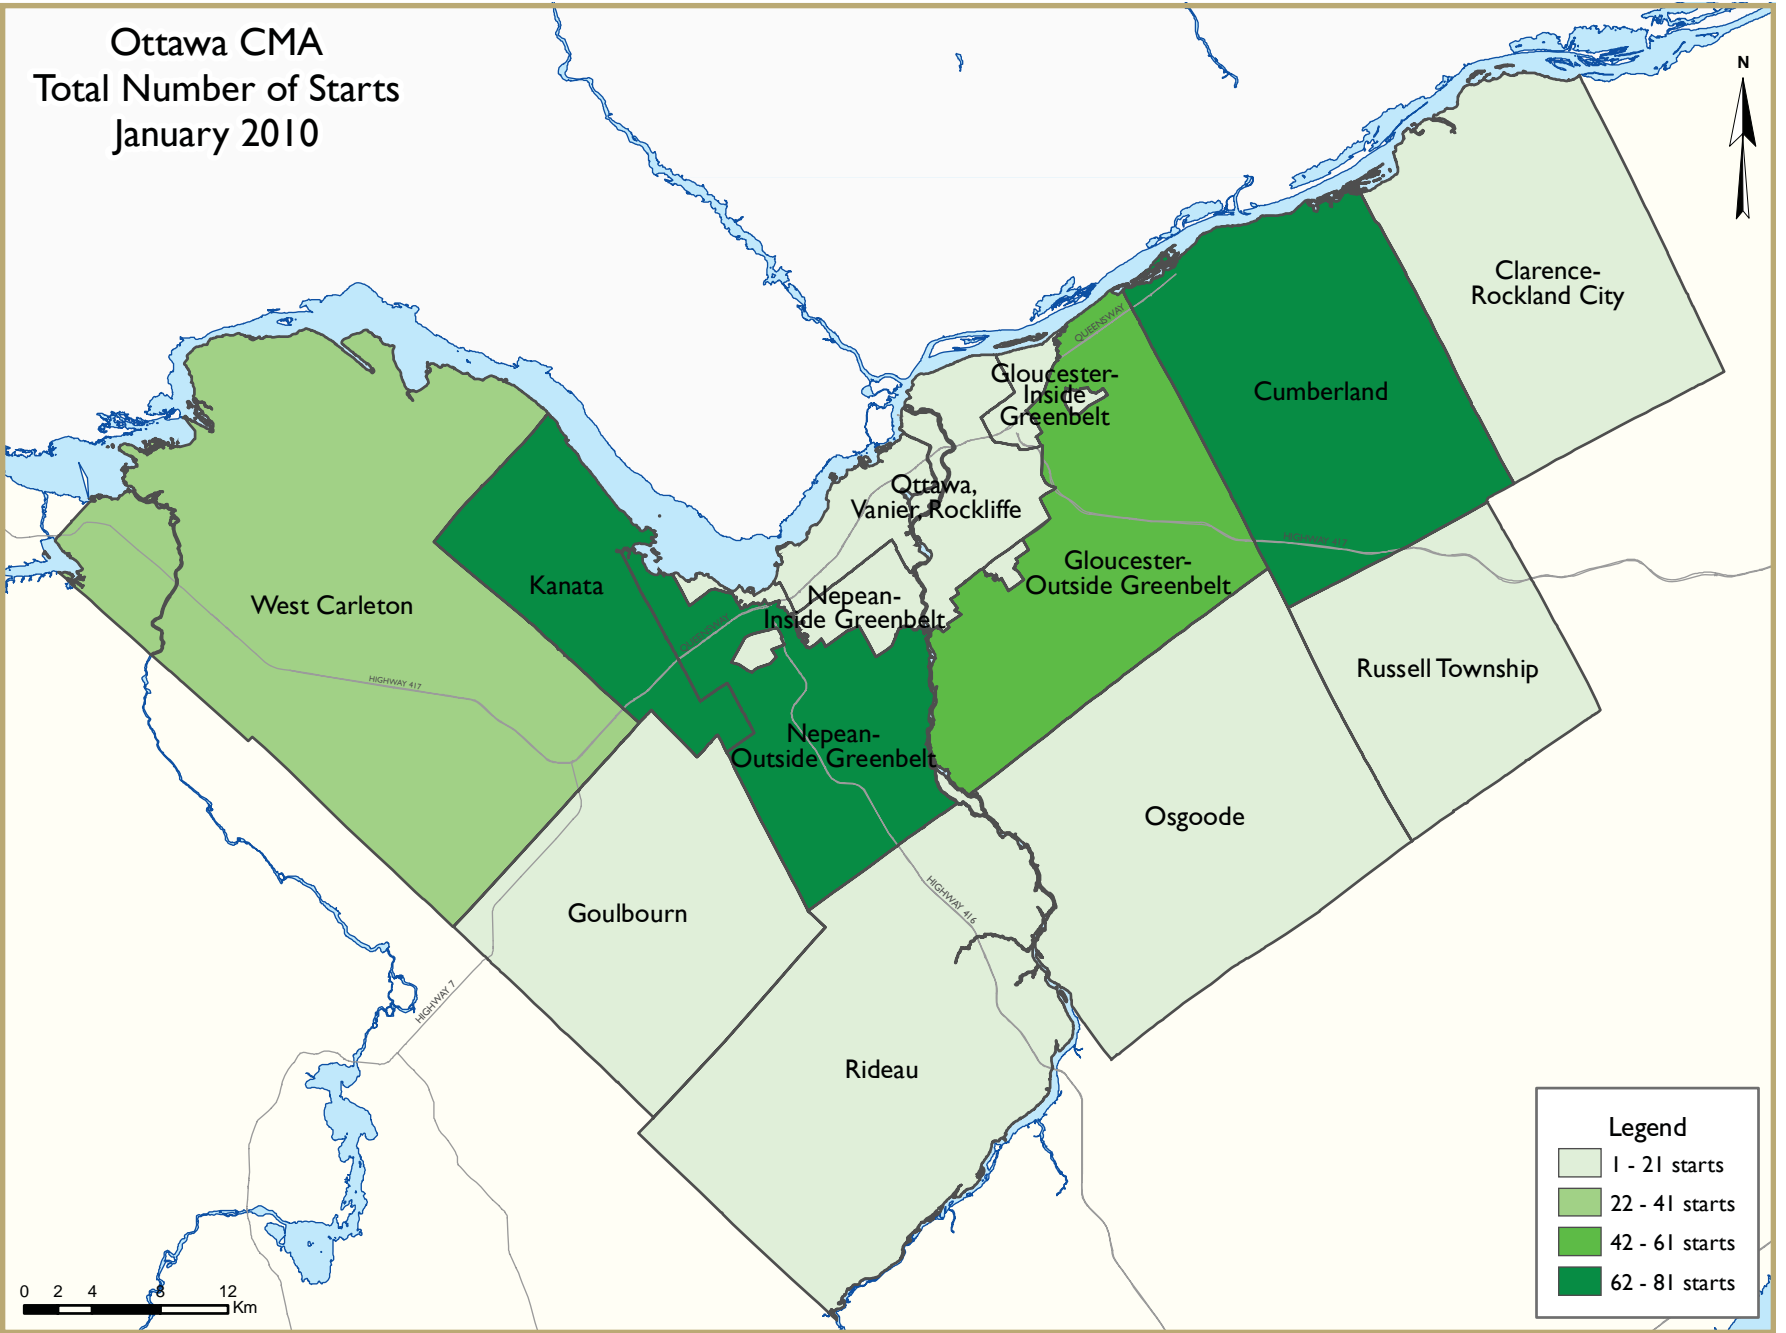 Ottawa CMA
Total Number of Starts
January 2010
N
Clarence-
Rockland City
QUEENSWAY
Gloucester-
Inside
Greenbelt
Cumberland
Ottawa,
Vanier, Rockliffe
HIGHWAY 417
Gloucester-
Outside Greenbelt
Kanata
West Carleton
Nepean-
Inside Greenbelt
QUEENSWAY
Russell Township
HIGHWAY 417
Nepean-
Outside Greenbelt
Osgoode
Goulbourn
HIGHWAY 416
HIGHWAY 7
Rideau
Legend
1 - 21 starts
22 - 41 starts
42 - 61 starts
62 - 81 starts
0 2 4 8 12
Km